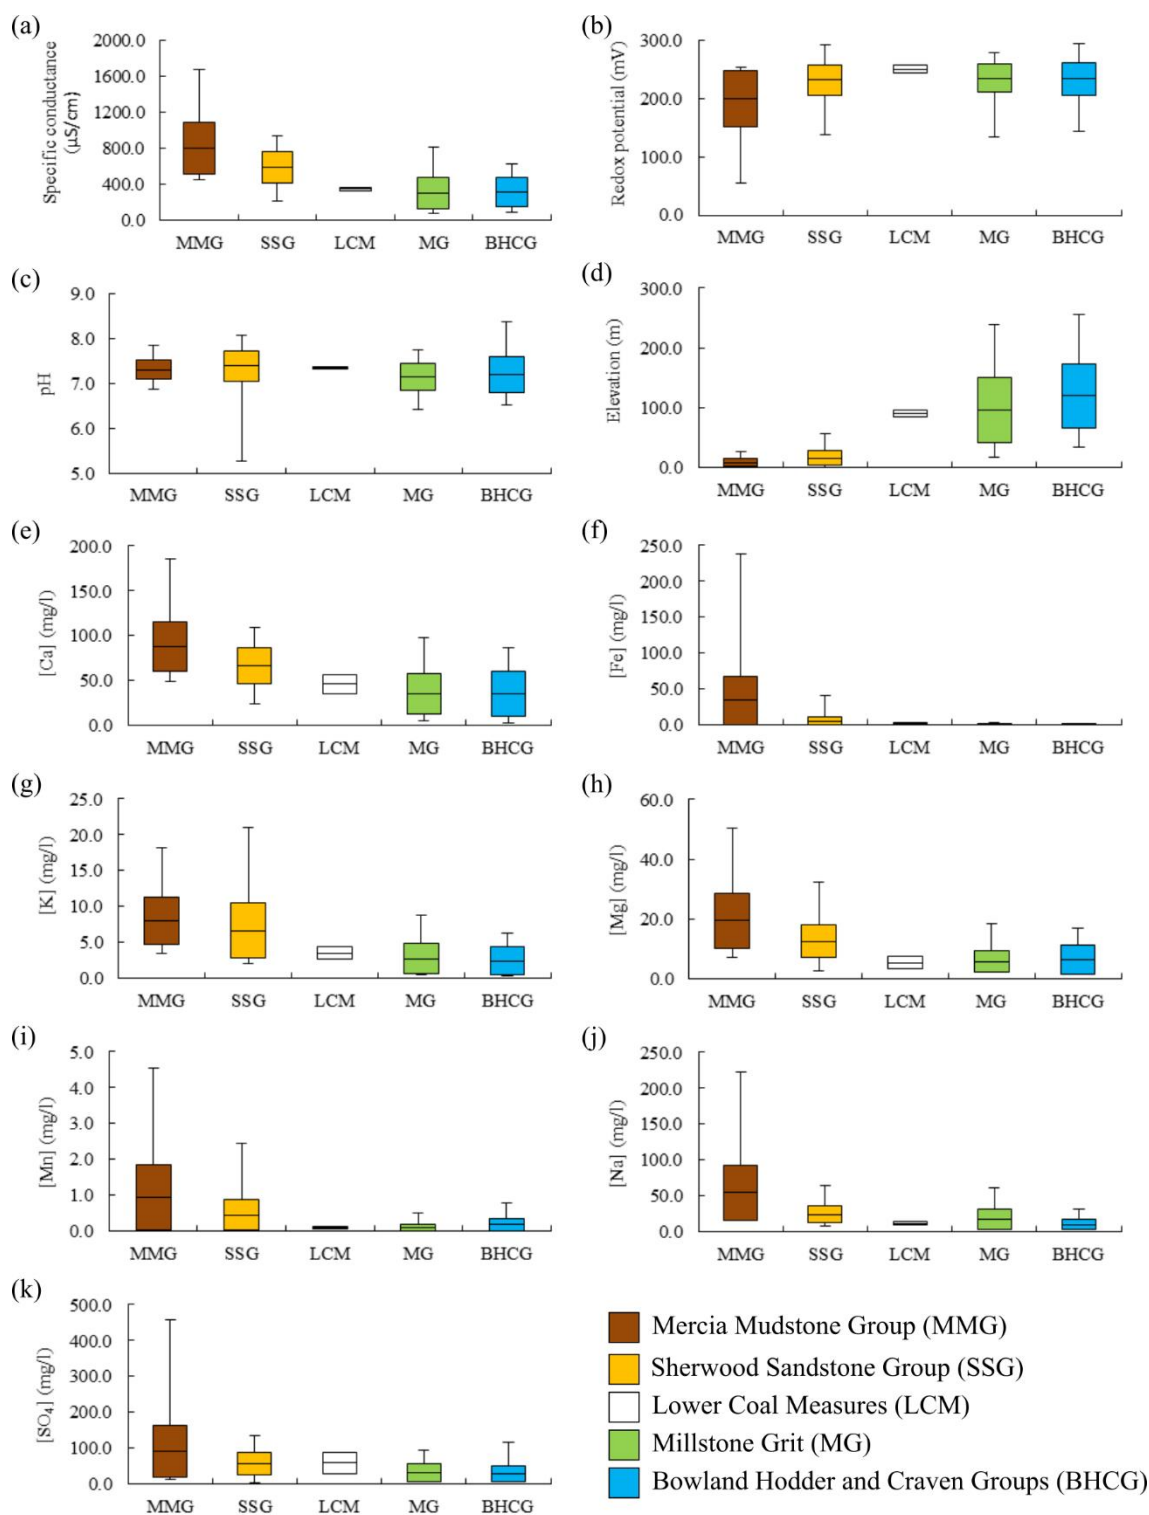 (a)
Specific conductance
(µS/cm)
2000.0
1600.0
1200.0
800.0
400.0
0.0
MMG SSG LCM MG BHCG
(b)
Redox potential (mV)
300.0
200.0
100.0
0.0
MMG SSG LCM MG BHCG
(c)
pH
9.0
8.0
7.0
6.0
5.0
MMG SSG LCM MG BHCG
(d)
Elevation (m)
300.0
200.0
100.0
0.0
MMG SSG LCM MG BHCG
(e)
[Ca] (mg/l)
200.0
150.0
100.0
50.0
0.0
MMG SSG LCM MG BHCG
(f)
[Fe] (mg/l)
250.0
200.0
150.0
100.0
50.0
0.0
MMG SSG LCM MG BHCG
(g)
[K] (mg/l)
25.0
20.0
15.0
10.0
5.0
0.0
MMG SSG LCM MG BHCG
(h)
[Mg] (mg/l)
60.0
40.0
20.0
0.0
MMG SSG LCM MG BHCG
(i)
[Mn] (mg/l)
5.0
4.0
3.0
2.0
1.0
0.0
MMG SSG LCM MG BHCG
(j)
[Na] (mg/l)
250.0
200.0
150.0
100.0
50.0
0.0
MMG SSG LCM MG BHCG
(k)
[SO₄] (mg/l)
500.0
400.0
300.0
200.0
100.0
0.0
MMG SSG LCM MG BHCG
Mercia Mudstone Group (MMG)
Sherwood Sandstone Group (SSG)
Lower Coal Measures (LCM)
Millstone Grit (MG)
Bowland Hodder and Craven Groups (BHCG)